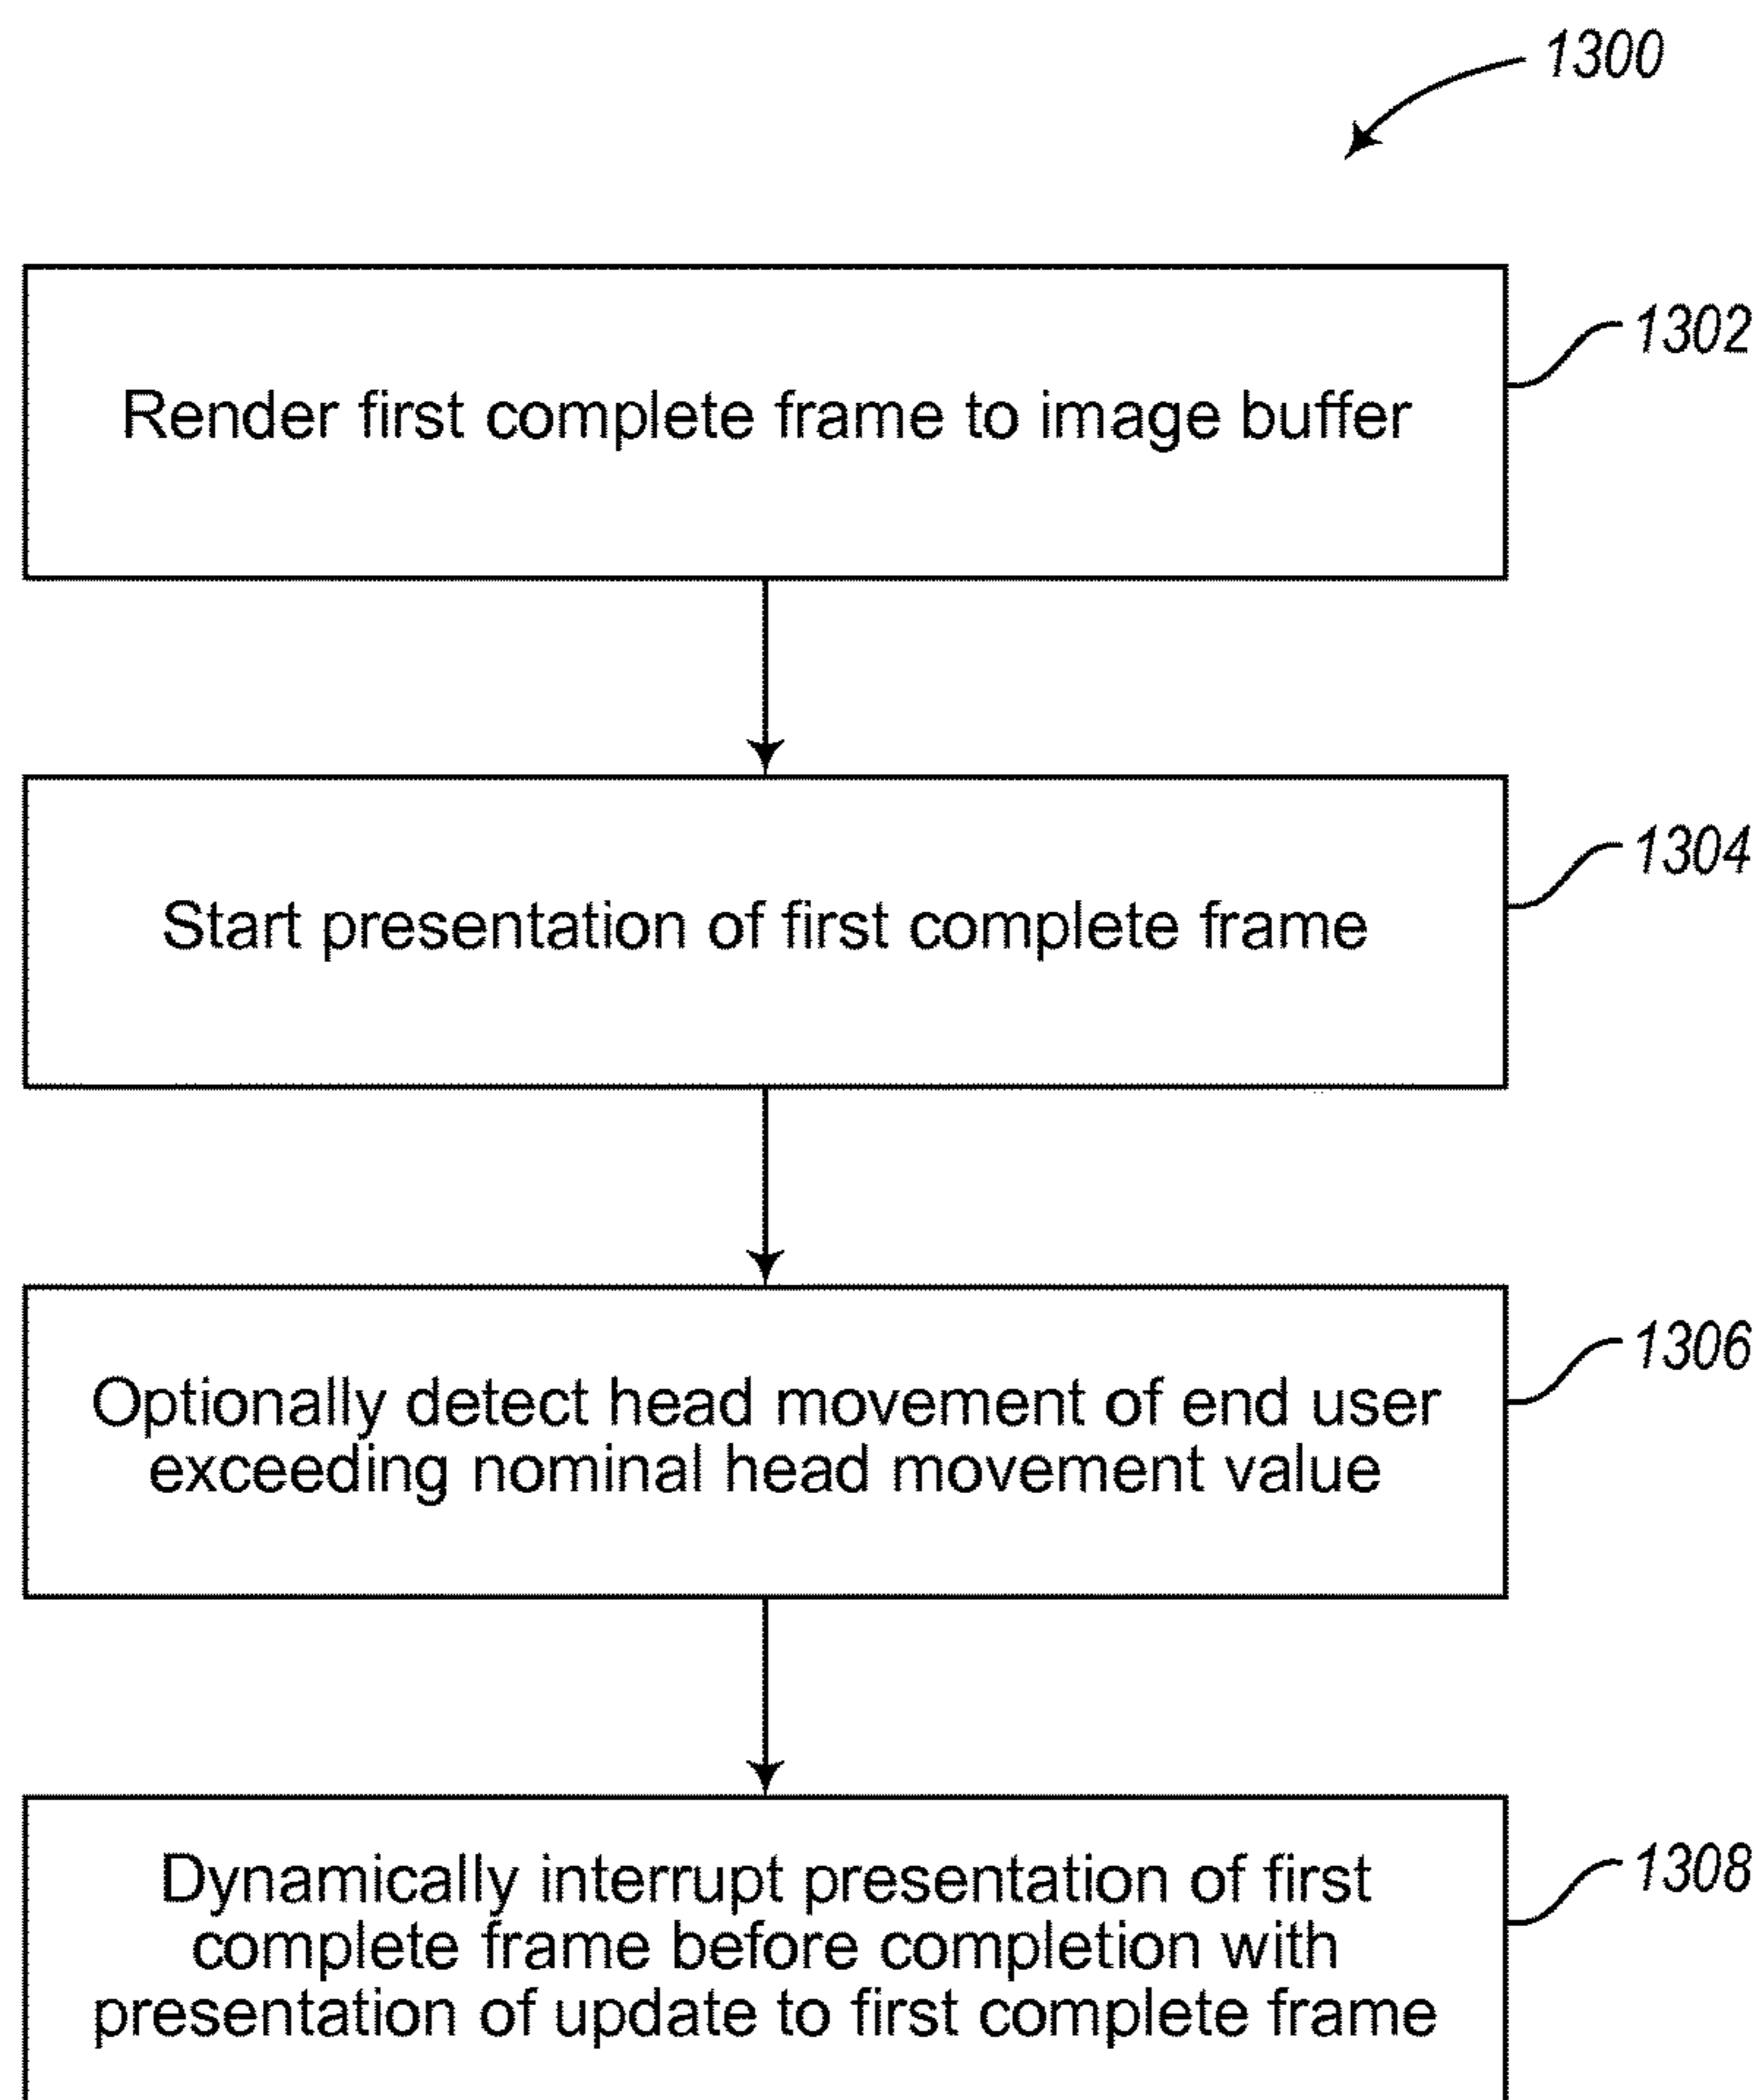 1300
Render first complete frame to image buffer
1302
Start presentation of first complete frame
1304
Optionally detect head movement of end user
exceeding nominal head movement value
1306
Dynamically interrupt presentation of first
complete frame before completion with
presentation of update to first complete frame
1308